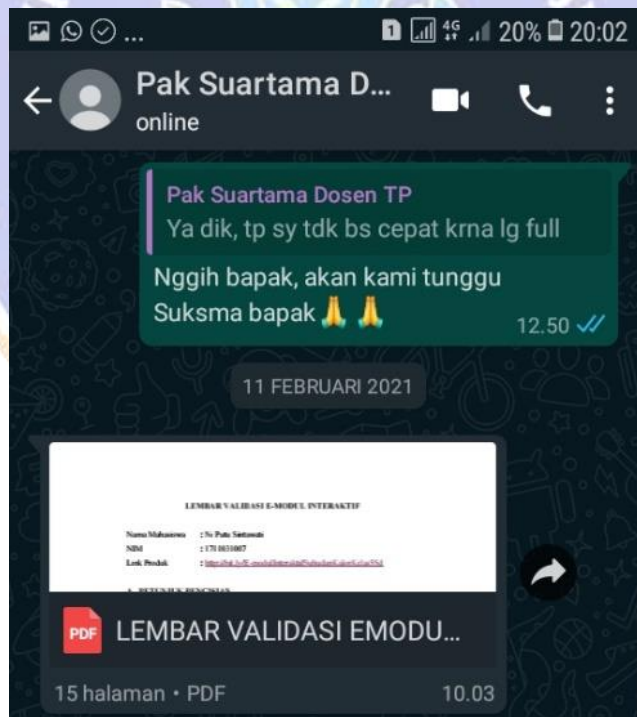 20% 20:02
Pak Suartama D...
online
Pak Suartama Dosen TP
Ya dik, tp sy tdk bs cepat krna lg full
Nggih bapak, akan kami tunggu
Suksma bapak🙏 🙏
12.50
11 FEBRUARI 2021
LEMBAR VALIDASI E-MODUL INTERAKTIF
Nama Mahasiswa : Ni Putu
NIM : 1711031007
Link Produk :
A. PETUNJUK PENGISIAN
PDF LEMBAR VALIDASI EMODU...
15 halaman • PDF 10.03